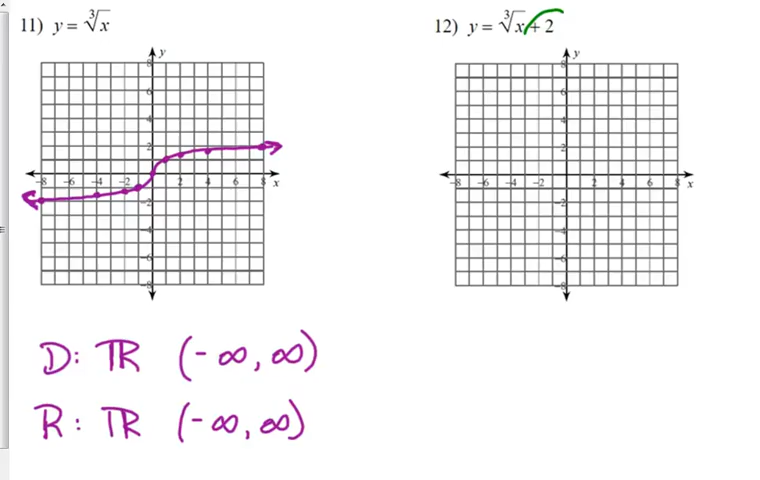 11) y = ∛x
12) y = ∛x + 2
y
8
6
4
2
-8 -6 -4 -2 2 4 6 8 x
-2
-4
-6
-8
y
8
6
4
2
-8 -6 -4 -2 2 4 6 8 x
-2
-4
-6
-8
D: ℝ (-∞, ∞)
R: ℝ (-∞, ∞)